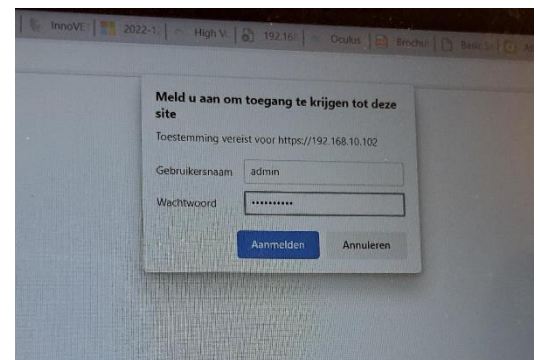 InnoVE
2022-1
High V
192.168
Oculus
Brochu
Basic S
Meld u aan om toegang te krijgen tot deze
site
Toestemming vereist voor https://192.168.10.102
Gebruikersnaam admin
Wachtwoord ••••••••••
Aanmelden Annuleren